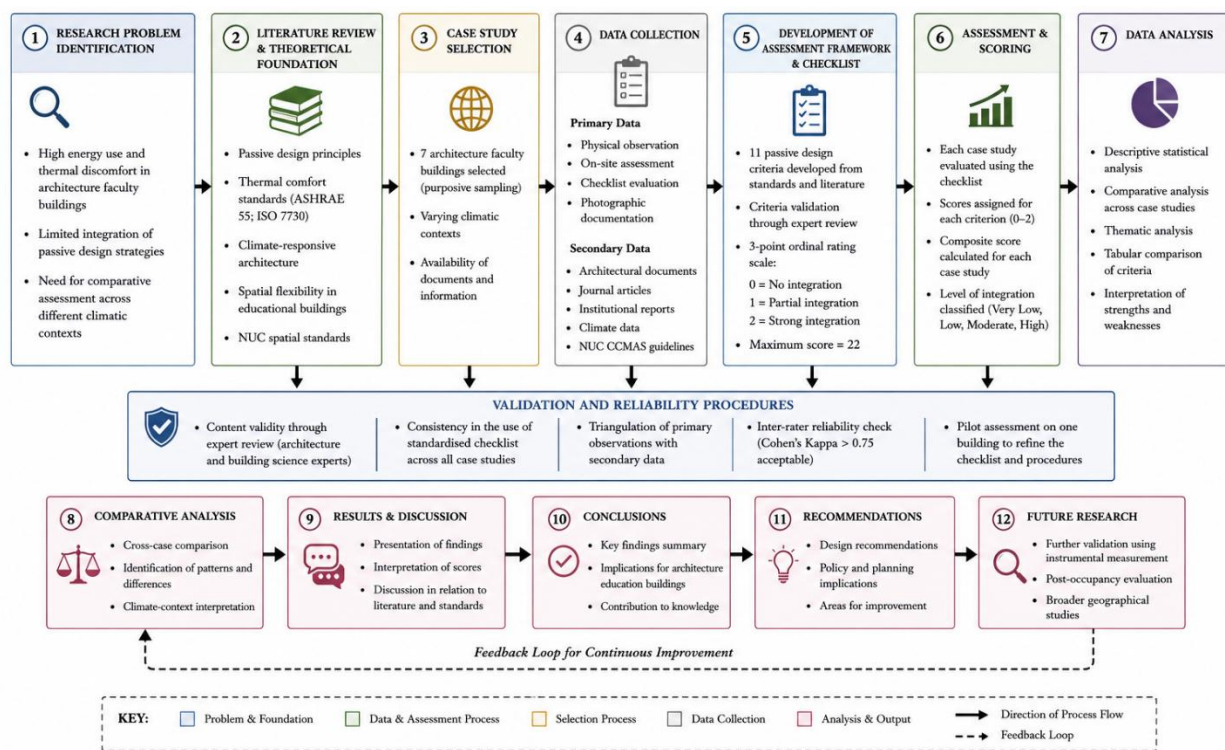 1
RESEARCH PROBLEM
IDENTIFICATION
• High energy use and
thermal discomfort in
architecture faculty
buildings
• Limited integration of
passive design strategies
• Need for comparative
assessment across
different climatic
contexts
2
LITERATURE REVIEW
& THEORETICAL
FOUNDATION
• Passive design principles
• Thermal comfort
standards (ASHRAE
55; ISO 7730)
• Climate-responsive
architecture
• Spatial flexibility in
educational buildings
• NUC spatial standards
3
CASE STUDY
SELECTION
• 7 architecture faculty
buildings selected
(purposive sampling)
• Varying climatic
contexts
• Availability of
documents and
information
4
DATA COLLECTION
Primary Data
• Physical observation
• On-site assessment
• Checklist evaluation
• Photographic
documentation
Secondary Data
• Architectural documents
• Journal articles
• Institutional reports
• Climate data
• NUC CCMAS guidelines
5
DEVELOPMENT OF
ASSESSMENT FRAMEWORK
& CHECKLIST
• 11 passive design
criteria developed from
standards and literature
• Criteria validation
through expert review
• 3-point ordinal rating
scale:
0 = No integration
1 = Partial integration
2 = Strong integration
• Maximum score = 22
6
ASSESSMENT &
SCORING
• Each case study
evaluated using the
checklist
• Scores assigned for
each criterion (0–2)
• Composite score
calculated for each
case study
• Level of integration
classified (Very Low,
Low, Moderate, High)
7
DATA ANALYSIS
• Descriptive statistical
analysis
• Comparative analysis
across case studies
• Thematic analysis
• Tabular comparison
of criteria
• Interpretation of
strengths and
weaknesses
VALIDATION AND RELIABILITY PROCEDURES
• Content validity through
expert review (architecture
and building science experts)
• Consistency in the use of
standardised checklist
across all case studies
• Triangulation of primary
observations with
secondary data
• Inter-rater reliability check
(Cohen's Kappa > 0.75
acceptable)
• Pilot assessment on one
building to refine the
checklist and procedures
8
COMPARATIVE ANALYSIS
• Cross-case comparison
• Identification of patterns and
differences
• Climate-context interpretation
9
RESULTS & DISCUSSION
• Presentation of findings
• Interpretation of scores
• Discussion in relation to
literature and standards
10
CONCLUSIONS
• Key findings summary
• Implications for architecture
education buildings
• Contribution to knowledge
11
RECOMMENDATIONS
• Design recommendations
• Policy and planning
implications
• Areas for improvement
12
FUTURE RESEARCH
• Further validation using
instrumental measurement
• Post-occupancy evaluation
• Broader geographical
studies
Feedback Loop for Continuous Improvement
KEY:
Problem & Foundation
Data & Assessment Process
Selection Process
Data Collection
Analysis & Output
Direction of Process Flow
Feedback Loop